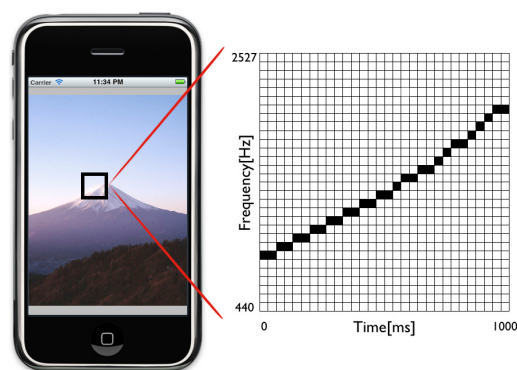 Carrier 11:34 PM
2527
Frequency[Hz]
440
0 Time[ms] 1000